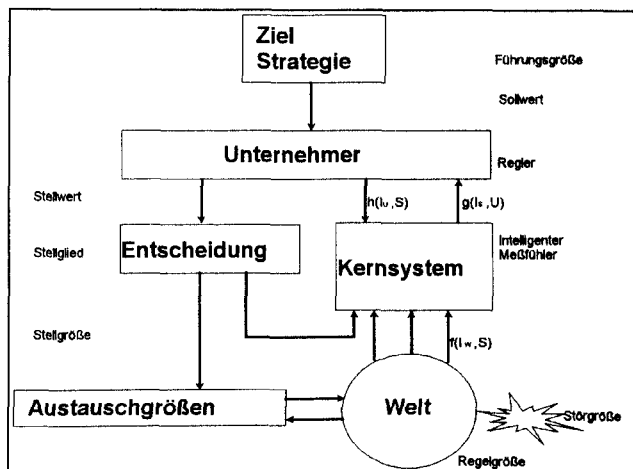 Ziel
Strategie
Führungsgröße
Sollwert
Unternehmer
Regler
Stellwert
h(Iu,S)
g(Is,U)
Stellglied
Entscheidung
Kernsystem
Intelligenter
Meßfühler
Stellgröße
f(Iw,S)
Austauschgrößen
Welt
Störgröße
Regelgröße